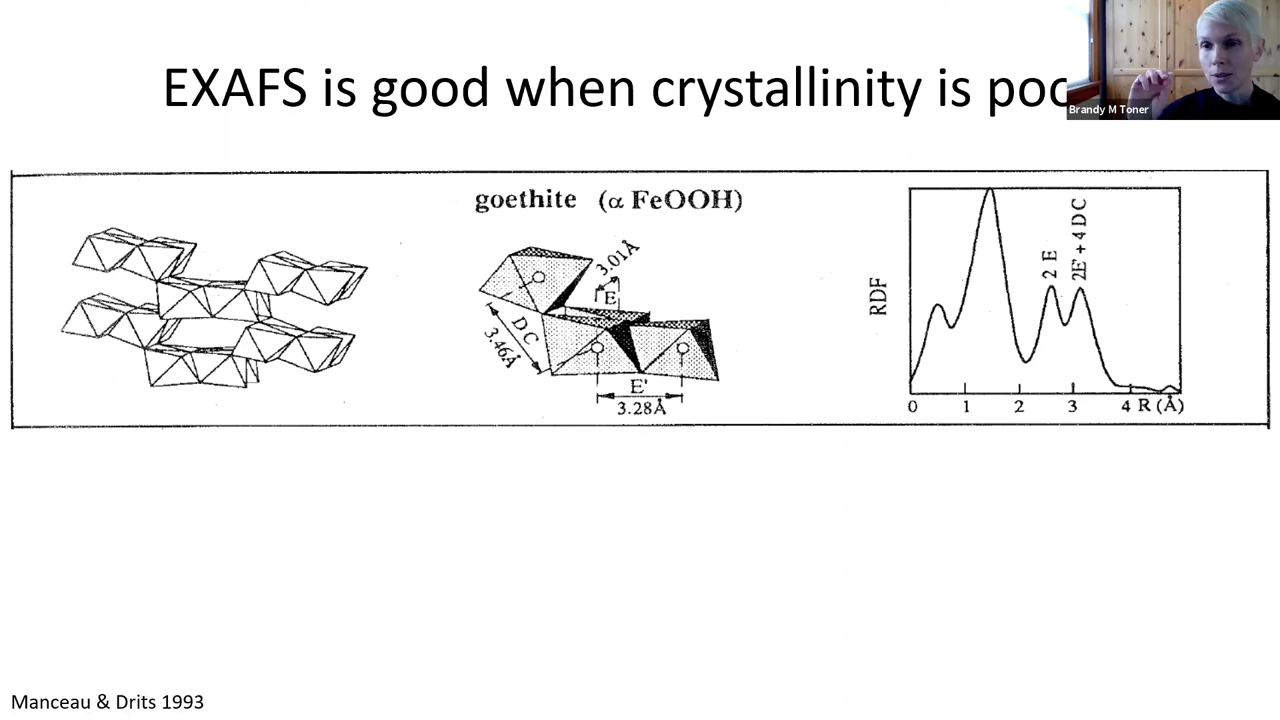 EXAFS is good when crystallinity is poo
Brandy M Toner
goethite (α FeOOH)
3.01Å
E
DC
3.46Å
E'
3.28Å
RDF
2 E
2E' + 4 DC
0 1 2 3 4 R (Å)
Manceau & Drits 1993